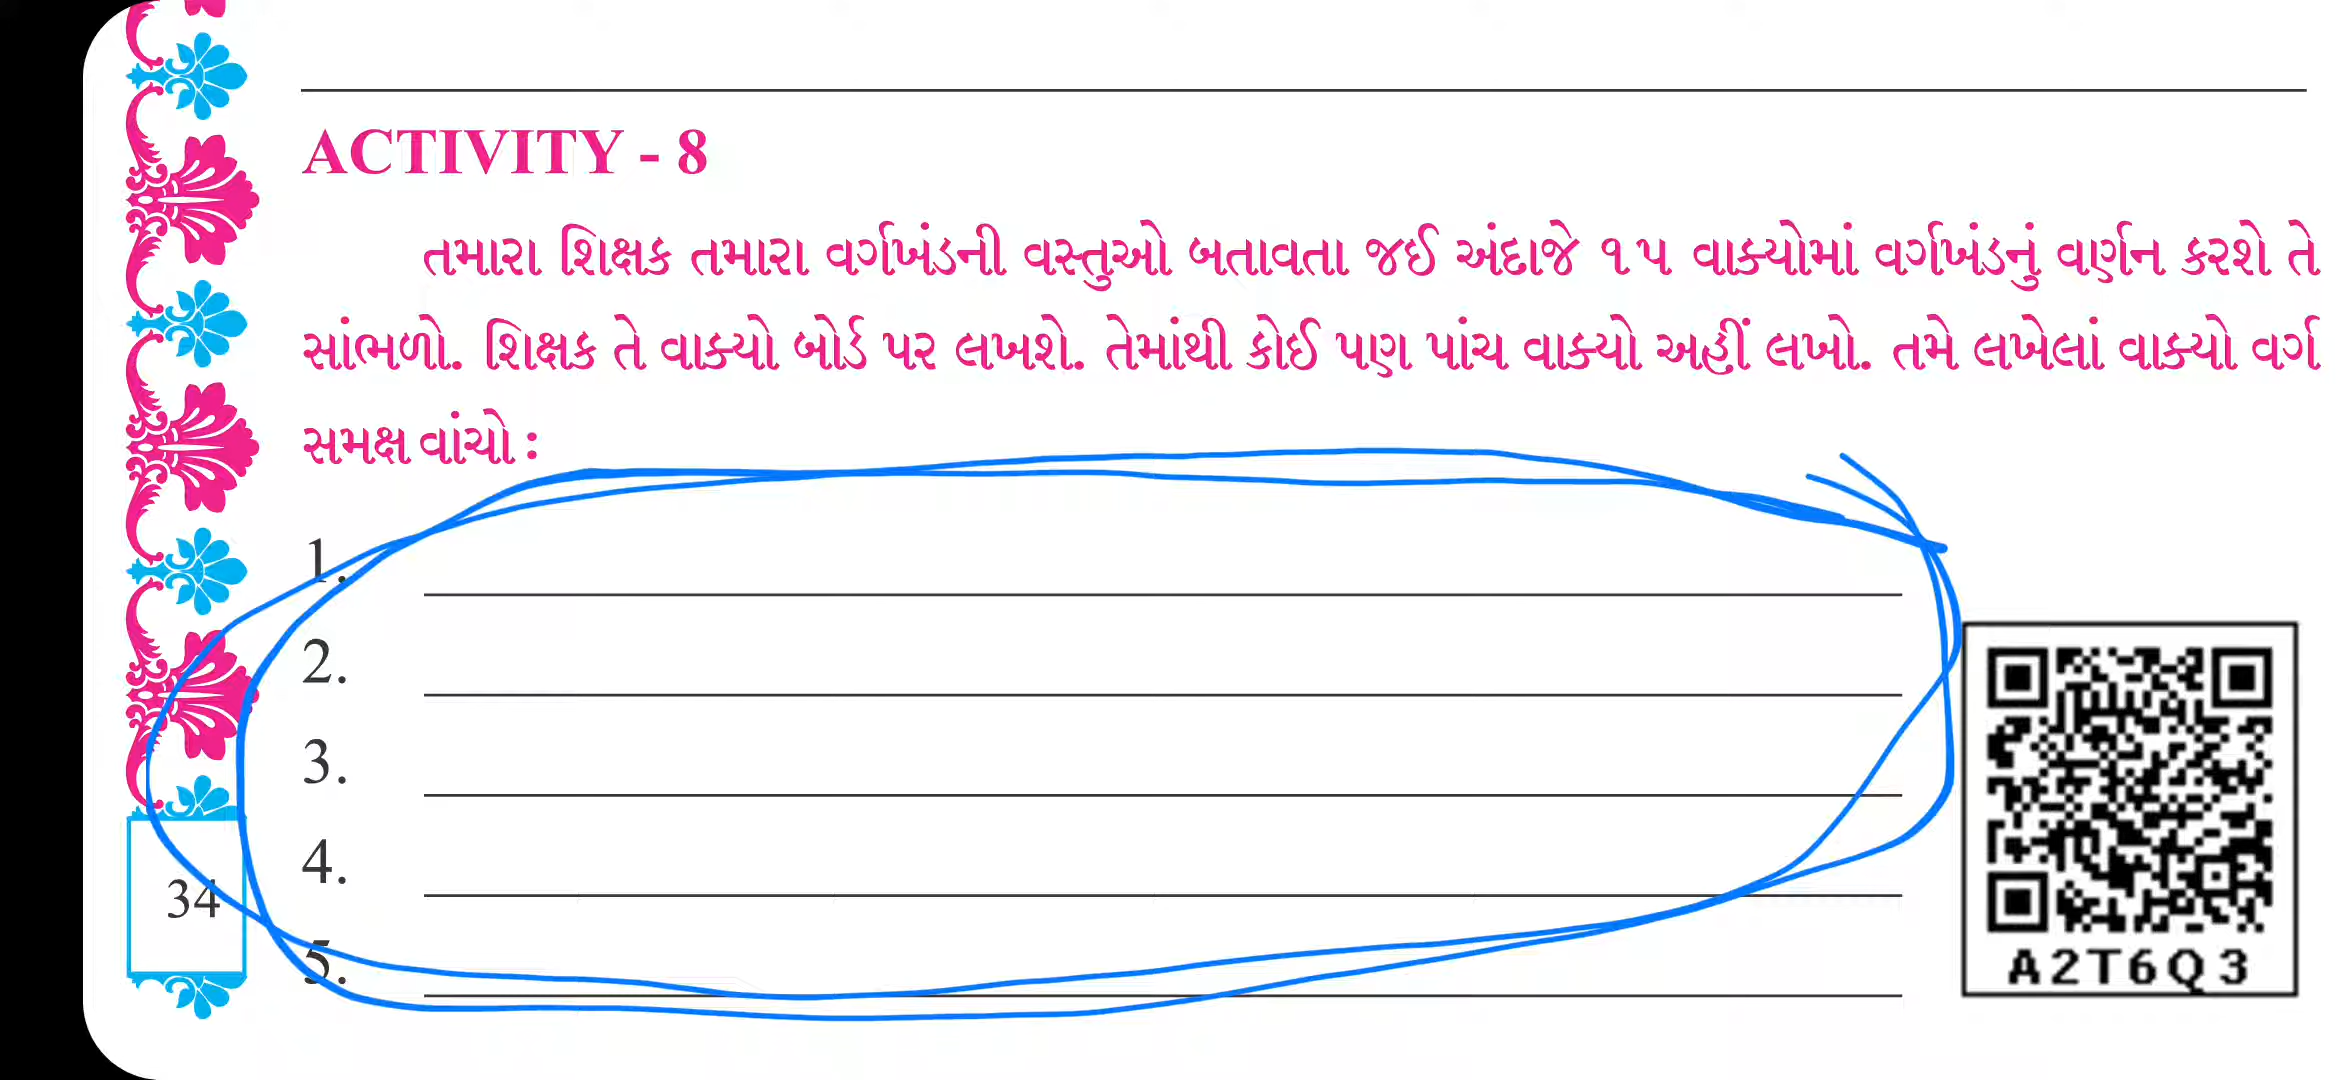 ACTIVITY - 8
તમારા શિક્ષક તમારા વર્ગખંડની વસ્તુઓ બતાવતા જઈ અંદાજે ૧૫ વાક્યોમાં વર્ગખંડનું વર્ણન કરશે તે
સાંભળો. શિક્ષક તે વાક્યો બોર્ડ પર લખશે. તેમાંથી કોઈ પણ પાંચ વાક્યો અહીં લખો. તમે લખેલાં વાક્યો વર્ગ
સમક્ષ વાંચો :
1.
2.
3.
4.
5.
34
A2T6Q3